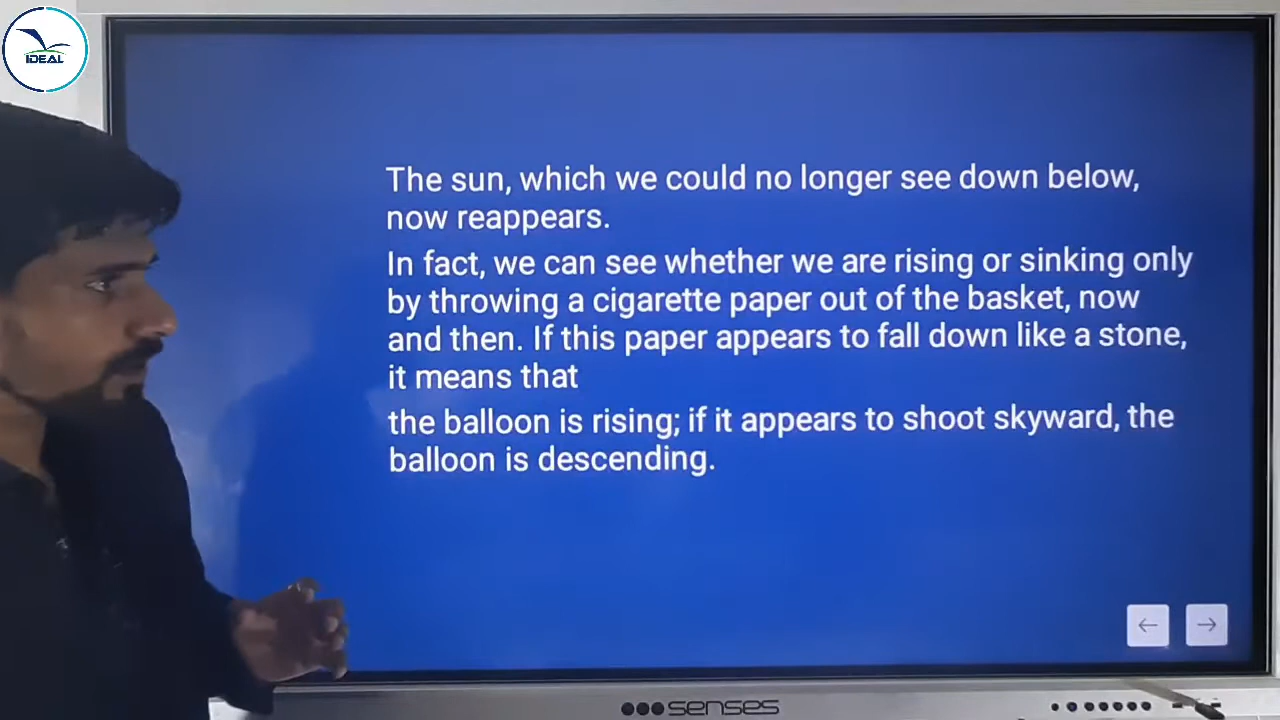 IDEAL
The sun, which we could no longer see down below,
now reappears.
In fact, we can see whether we are rising or sinking only
by throwing a cigarette paper out of the basket, now
and then. If this paper appears to fall down like a stone,
it means that
the balloon is rising; if it appears to shoot skyward, the
balloon is descending.
senses